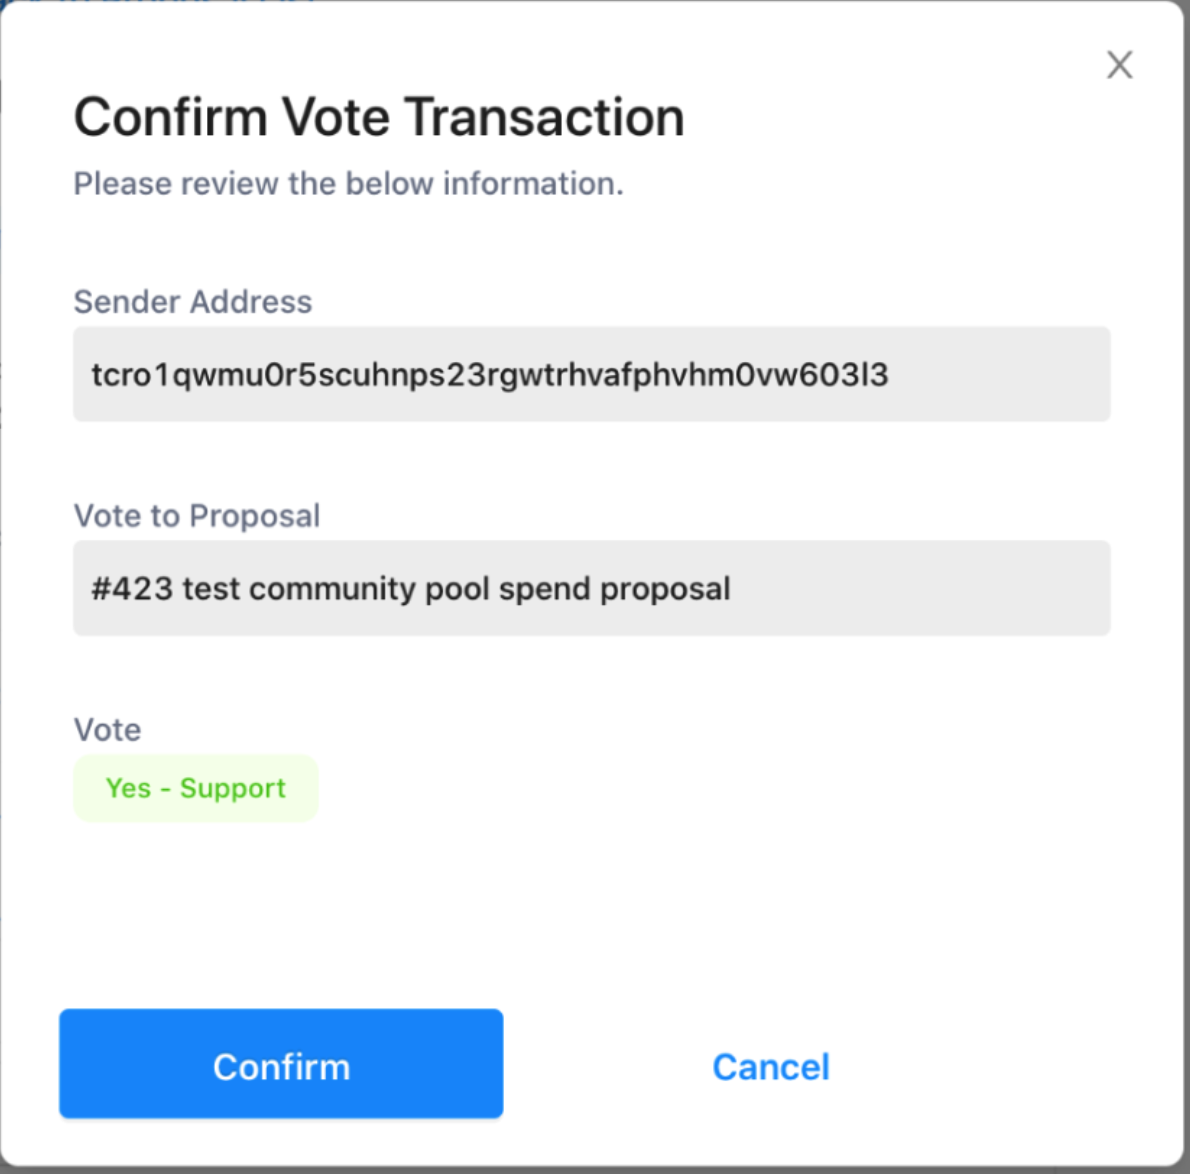 Confirm Vote Transaction
Please review the below information.
Sender Address
tcro1qwmu0r5scuhnps23rgwtrhvafphvhm0vw603l3
Vote to Proposal
#423 test community pool spend proposal
Vote
Yes - Support
Confirm
Cancel